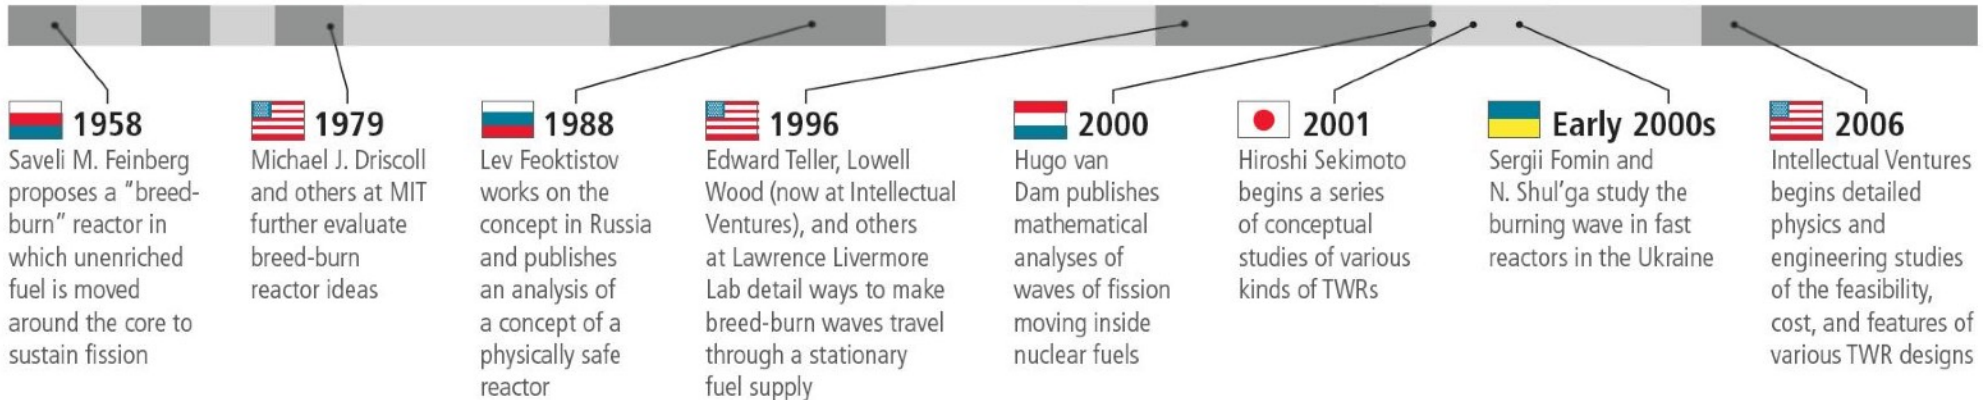 1958
Saveli M. Feinberg
proposes a “breed-
burn” reactor in
which unenriched
fuel is moved
around the core to
sustain fission
1979
Michael J. Driscoll
and others at MIT
further evaluate
breed-burn
reactor ideas
1988
Lev Feoktistov
works on the
concept in Russia
and publishes
an analysis of
a concept of a
physically safe
reactor
1996
Edward Teller, Lowell
Wood (now at Intellectual
Ventures), and others
at Lawrence Livermore
Lab detail ways to make
breed-burn waves travel
through a stationary
fuel supply
2000
Hugo van
Dam publishes
mathematical
analyses of
waves of fission
moving inside
nuclear fuels
2001
Hiroshi Sekimoto
begins a series
of conceptual
studies of various
kinds of TWRs
Early 2000s
Sergii Fomin and
N. Shul’ga study the
burning wave in fast
reactors in the Ukraine
2006
Intellectual Ventures
begins detailed
physics and
engineering studies
of the feasibility,
cost, and features of
various TWR designs